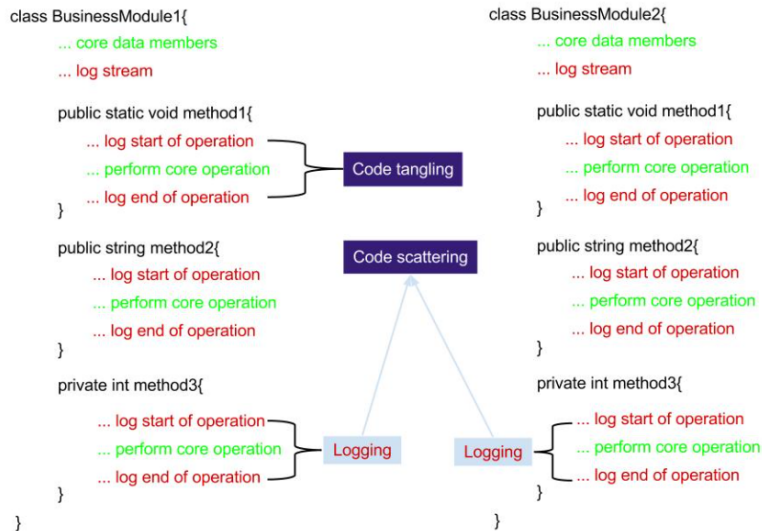 class BusinessModule1{
... core data members
... log stream
public static void method1{
... log start of operation
... perform core operation
... log end of operation
}
public string method2{
... log start of operation
... perform core operation
... log end of operation
}
private int method3{
... log start of operation
... perform core operation
... log end of operation
}
}
Code tangling
Code scattering
Logging
Logging
class BusinessModule2{
... core data members
... log stream
public static void method1{
... log start of operation
... perform core operation
... log end of operation
}
public string method2{
... log start of operation
... perform core operation
... log end of operation
}
private int method3{
... log start of operation
... perform core operation
... log end of operation
}
}